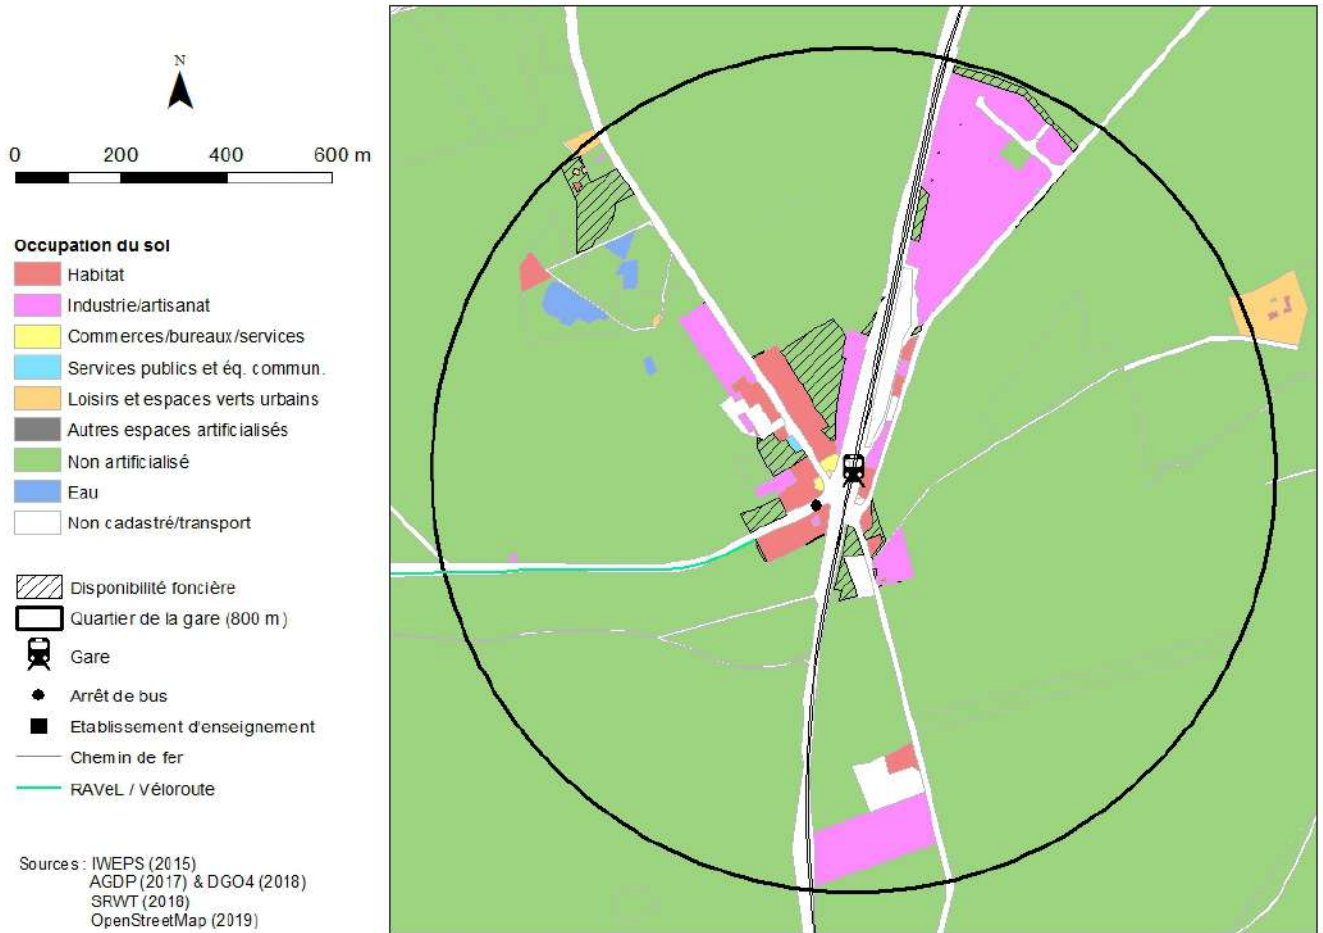 N
0 200 400 600 m
Occupation du sol
Habitat
Industrie/artisanat
Commerces/bureaux/services
Services publics et éq. commun.
Loisirs et espaces verts urbains
Autres espaces artificialisés
Non artificialisé
Eau
Non cadastré/transport
Disponibilité foncière
Quartier de la gare (800 m)
Gare
Arrêt de bus
Etablissement d'enseignement
Chemin de fer
RAVeL / Véloroute
Sources : IWEPS (2015)
AGDP (2017) & DGO4 (2018)
SRWT (2018)
OpenStreetMap (2019)